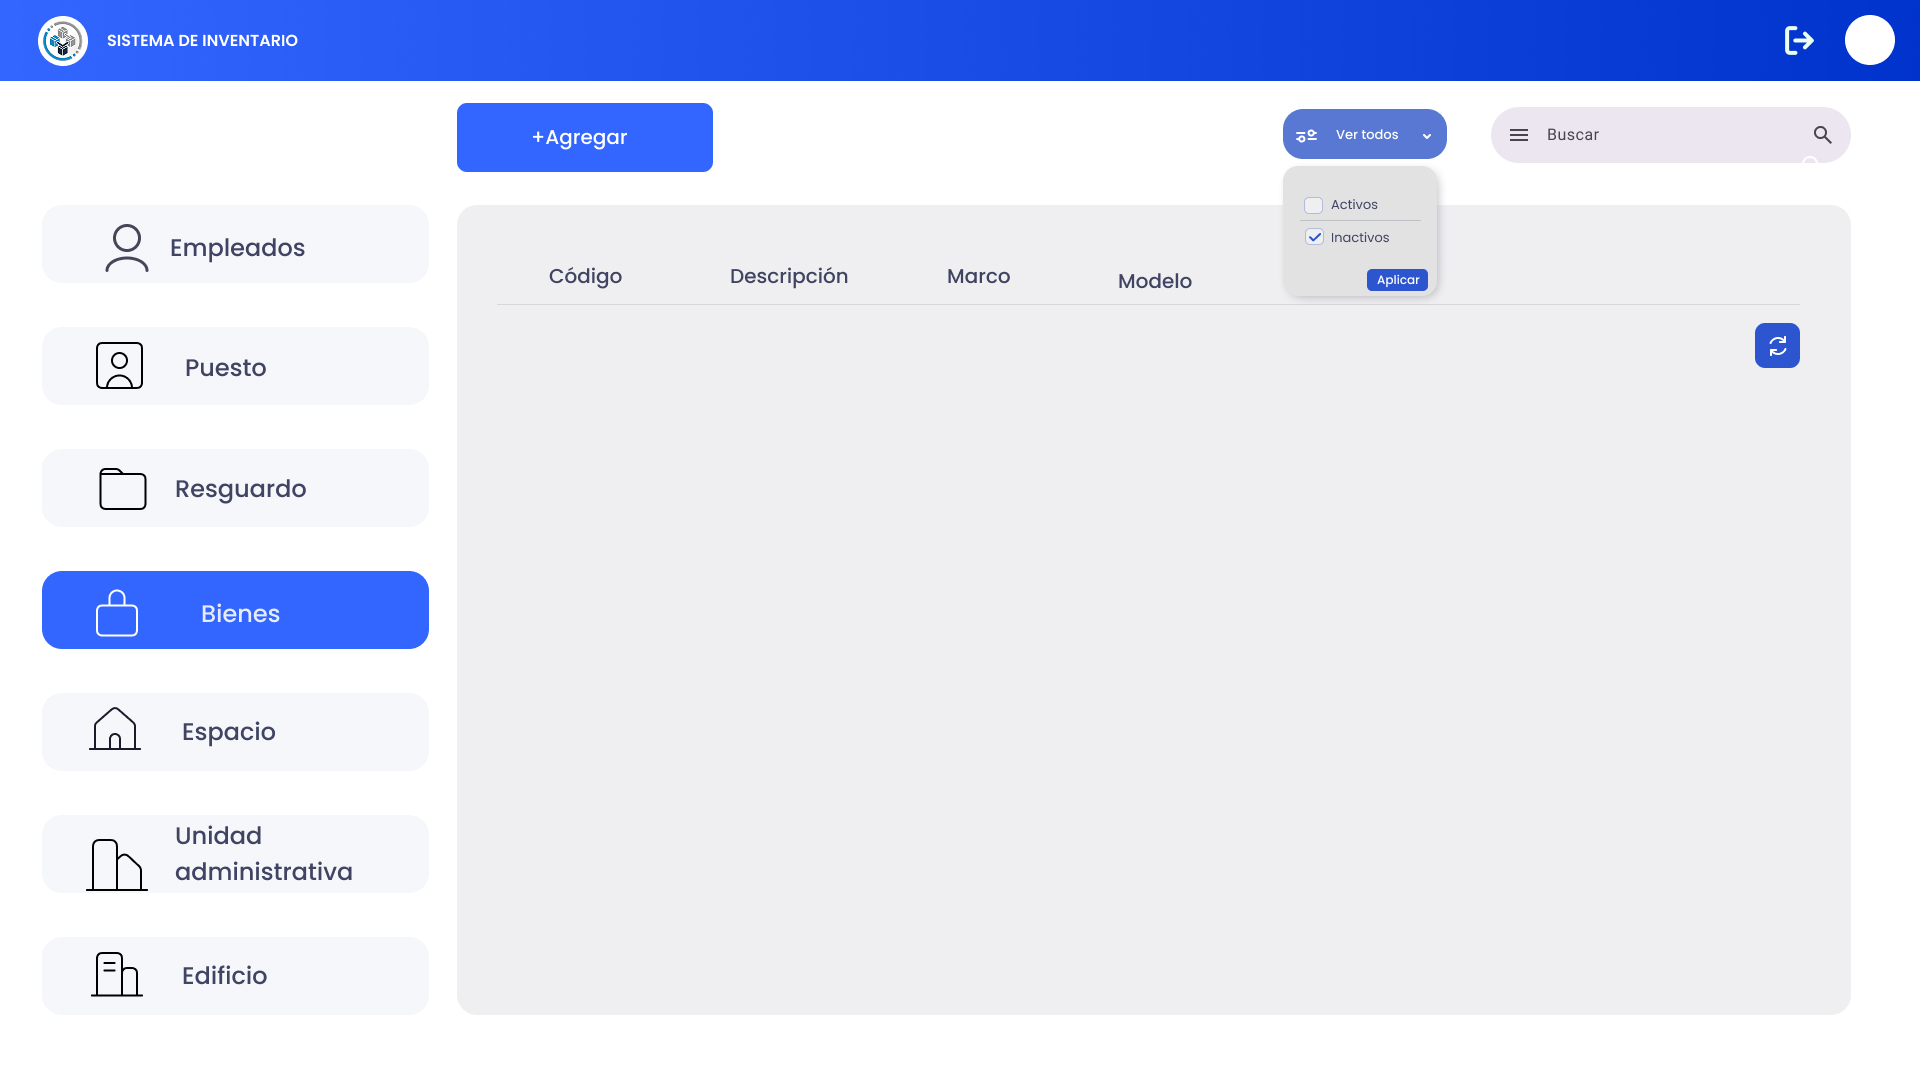 SISTEMA DE INVENTARIO
+Agregar
Ver todos
Buscar
Activos
Inactivos
Aplicar
Empleados
Puesto
Resguardo
Bienes
Espacio
Unidad
administrativa
Edificio
Código
Descripción
Marco
Modelo